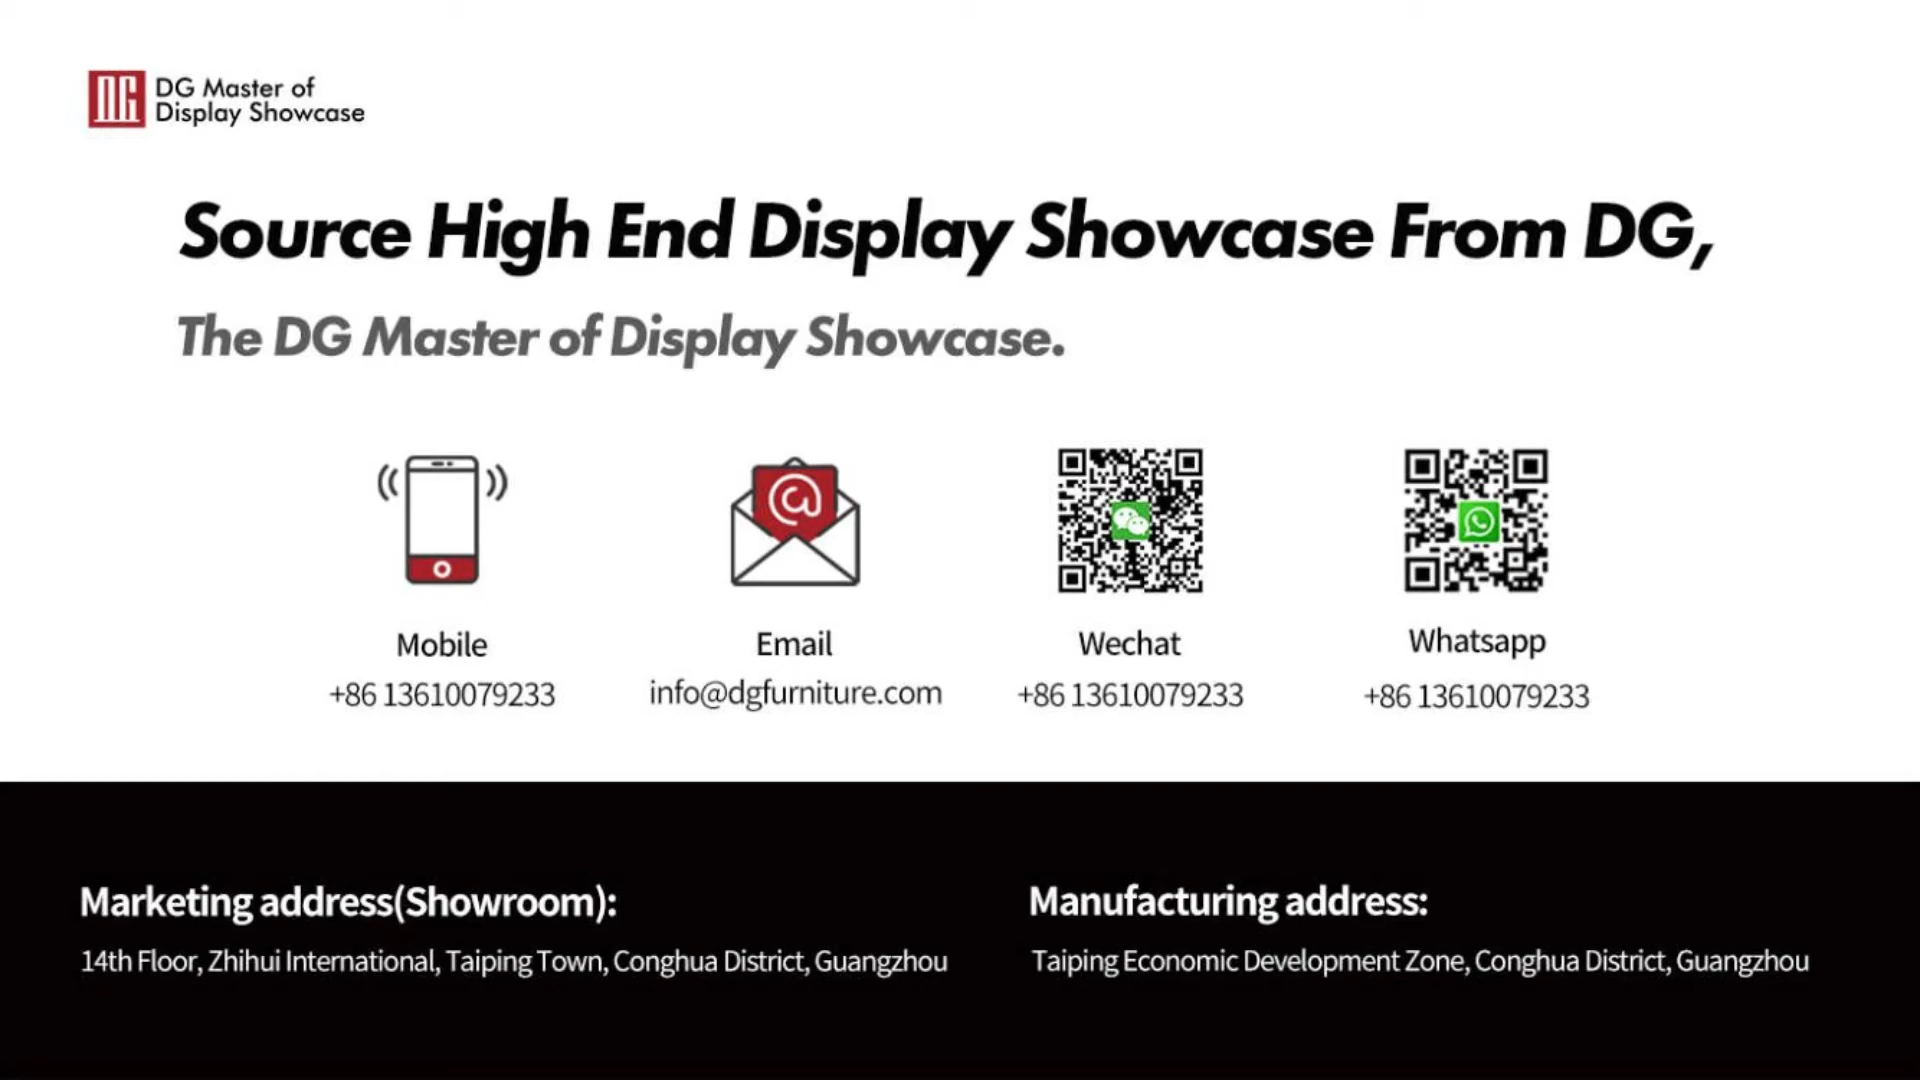 DG DG Master of
Display Showcase
Source High End Display Showcase From DG,
The DG Master of Display Showcase.
Mobile
+86 13610079233
Email
info@dgfurniture.com
Wechat
+86 13610079233
Whatsapp
+86 13610079233
Marketing address(Showroom):
14th Floor, Zhihui International, Taiping Town, Conghua District, Guangzhou
Manufacturing address:
Taiping Economic Development Zone, Conghua District, Guangzhou